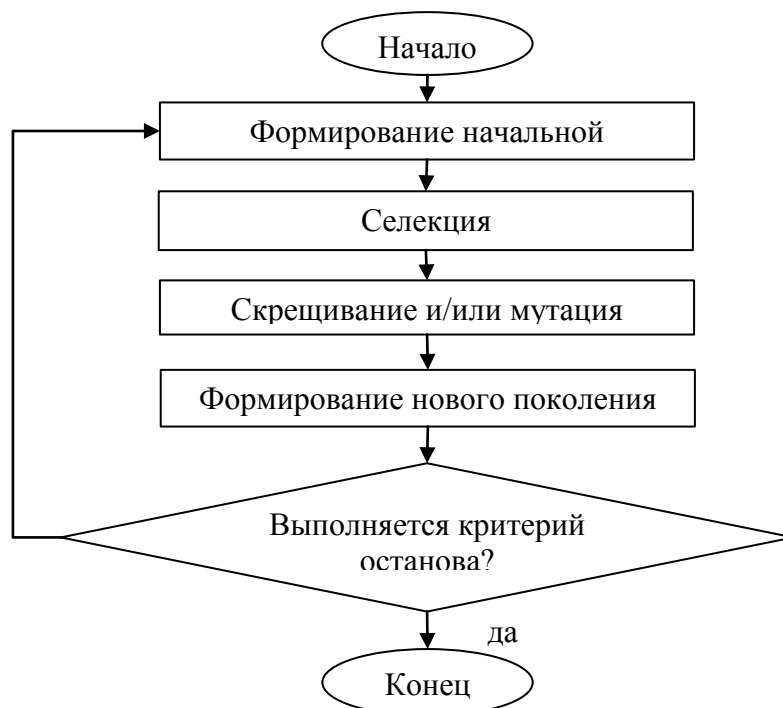 Начало
Формирование начальной
Селекция
Скрещивание и/или мутация
Формирование нового поколения
Выполняется критерий
останова?
да
Конец